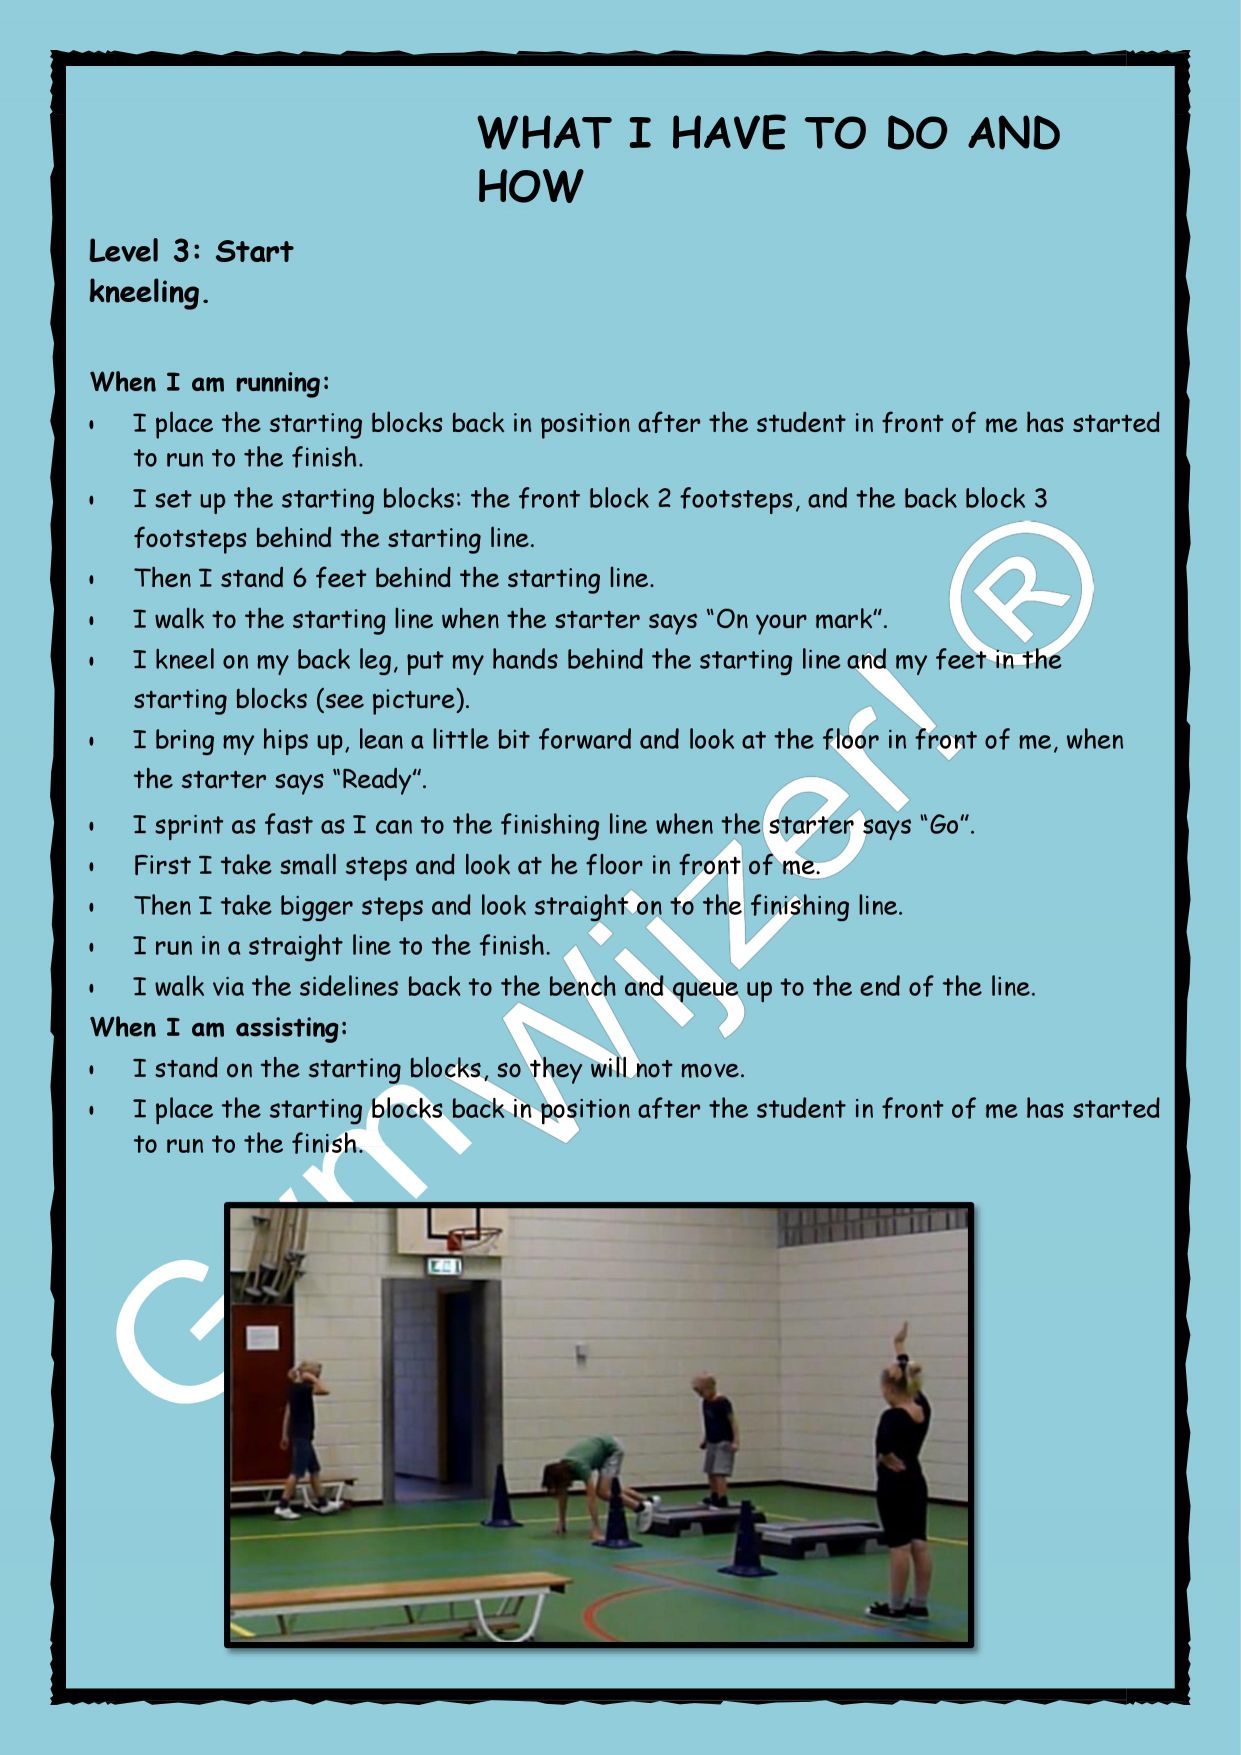 WHAT I HAVE TO DO AND
HOW
Level 3: Start
kneeling.
When I am running:
• I place the starting blocks back in position after the student in front of me has started
to run to the finish.
• I set up the starting blocks: the front block 2 footsteps, and the back block 3
footsteps behind the starting line.
• Then I stand 6 feet behind the starting line.
• I walk to the starting line when the starter says “On your mark”.
• I kneel on my back leg, put my hands behind the starting line and my feet in the
starting blocks (see picture).
• I bring my hips up, lean a little bit forward and look at the floor in front of me, when
the starter says “Ready”.
• I sprint as fast as I can to the finishing line when the starter says “Go”.
• First I take small steps and look at he floor in front of me.
• Then I take bigger steps and look straight on to the finishing line.
• I run in a straight line to the finish.
• I walk via the sidelines back to the bench and queue up to the end of the line.
When I am assisting:
• I stand on the starting blocks, so they will not move.
• I place the starting blocks back in position after the student in front of me has started
to run to the finish.
GymWijzer! ®